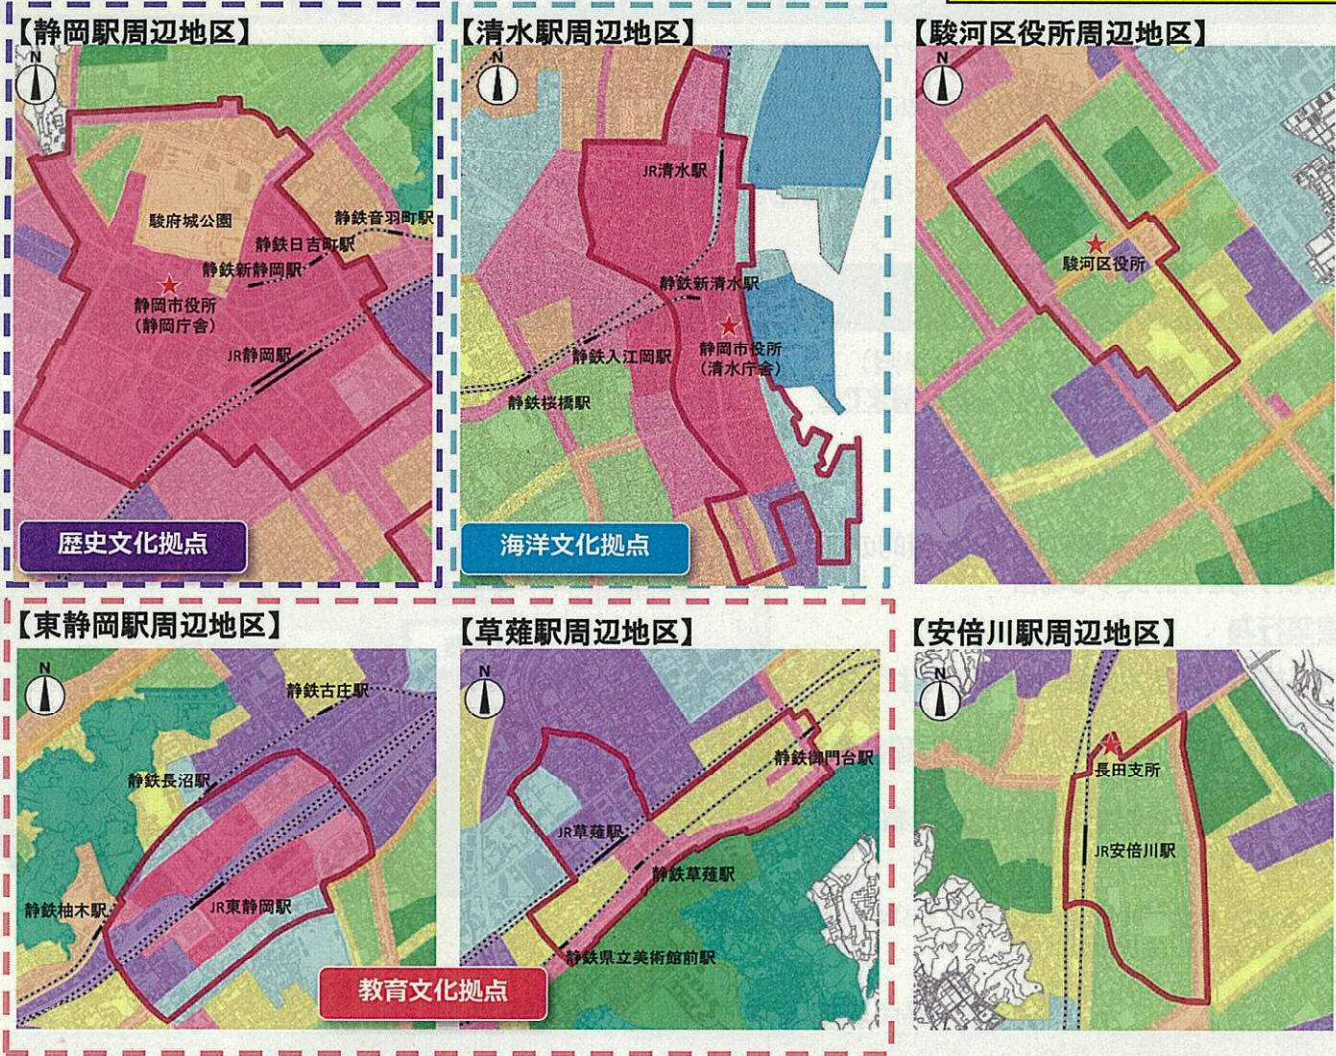 【静岡駅周辺地区】
N
駿府城公園
静鉄音羽町駅
静鉄日吉町駅
静鉄新静岡駅
静岡市役所
(静岡庁舎)
JR静岡駅
歴史文化拠点
【清水駅周辺地区】
N
JR清水駅
静鉄新清水駅
静岡市役所
(清水庁舎)
静鉄入江岡駅
静鉄桜橋駅
海洋文化拠点
【駿河区役所周辺地区】
N
駿河区役所
【東静岡駅周辺地区】
N
静鉄古庄駅
静鉄長沼駅
静鉄柚木駅
JR東静岡駅
【草薙駅周辺地区】
N
静鉄御門台駅
JR草薙駅
静鉄草薙駅
静鉄県立美術館前駅
教育文化拠点
【安倍川駅周辺地区】
N
長田支所
JR安倍川駅